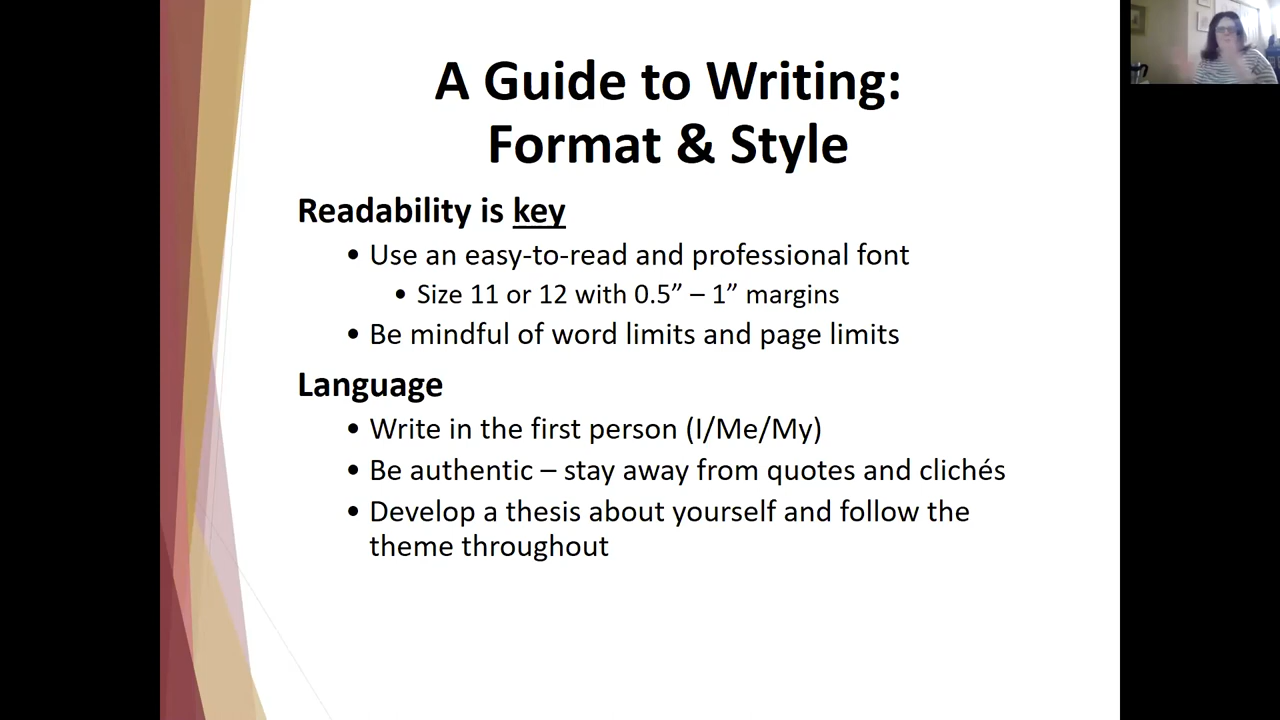 A Guide to Writing:
Format & Style
Readability is key
• Use an easy-to-read and professional font
• Size 11 or 12 with 0.5” – 1” margins
• Be mindful of word limits and page limits
Language
• Write in the first person (I/Me/My)
• Be authentic – stay away from quotes and clichés
• Develop a thesis about yourself and follow the
theme throughout